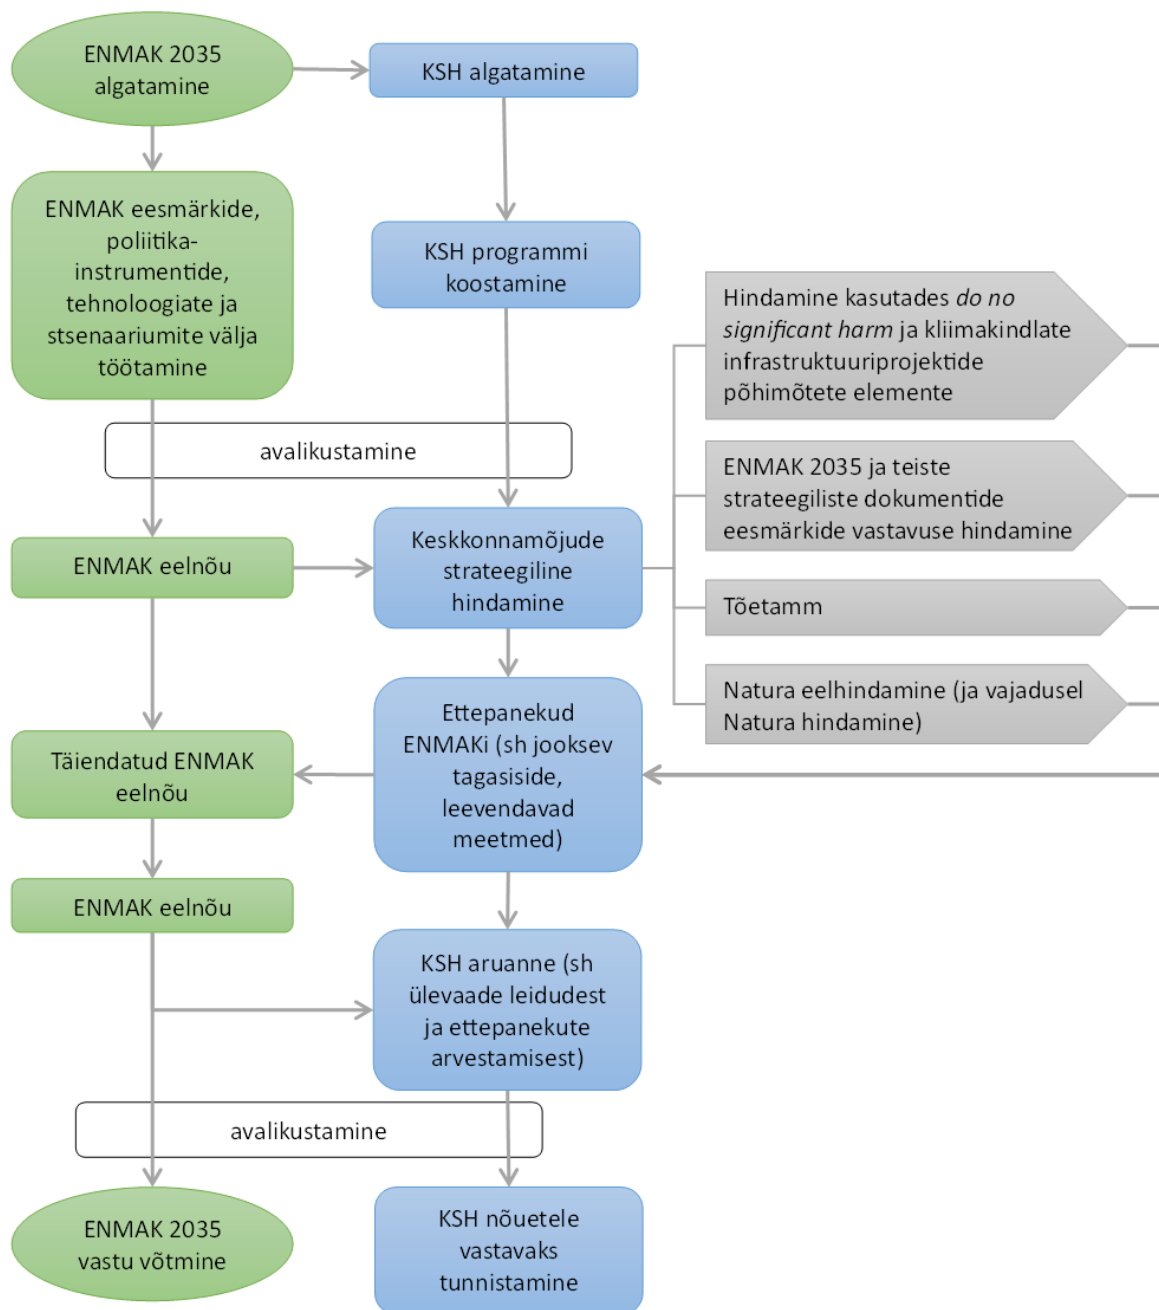 ENMAK 2035
algatamine
KSH algatamine
ENMAK eesmärkide,
poliitika-
instrumentide,
tehnoloogiate ja
stsenaariumite välja
töötamine
KSH programmi
koostamine
Hindamine kasutades do no
significant harm ja kliimakindlate
infrastruktuuriprojektide
põhimõtete elemente
avalikustamine
ENMAK 2035 ja teiste
strateegiliste dokumentide
eesmärkide vastavuse hindamine
ENMAK eelnõu
Keskkonnamõjude
strateegiline
hindamine
Tõetamm
Natura eelhindamine (ja vajadusel
Natura hindamine)
Täiendatud ENMAK
eelnõu
Ettepanekud
ENMAKi (sh jooksev
tagasiside,
leevendavad
meetmed)
ENMAK eelnõu
KSH aruanne (sh
ülevaade leidudest
ja ettepanekute
arvestamisest)
avalikustamine
ENMAK 2035
vastu võtmine
KSH nõuetele
vastavaks
tunnistamine